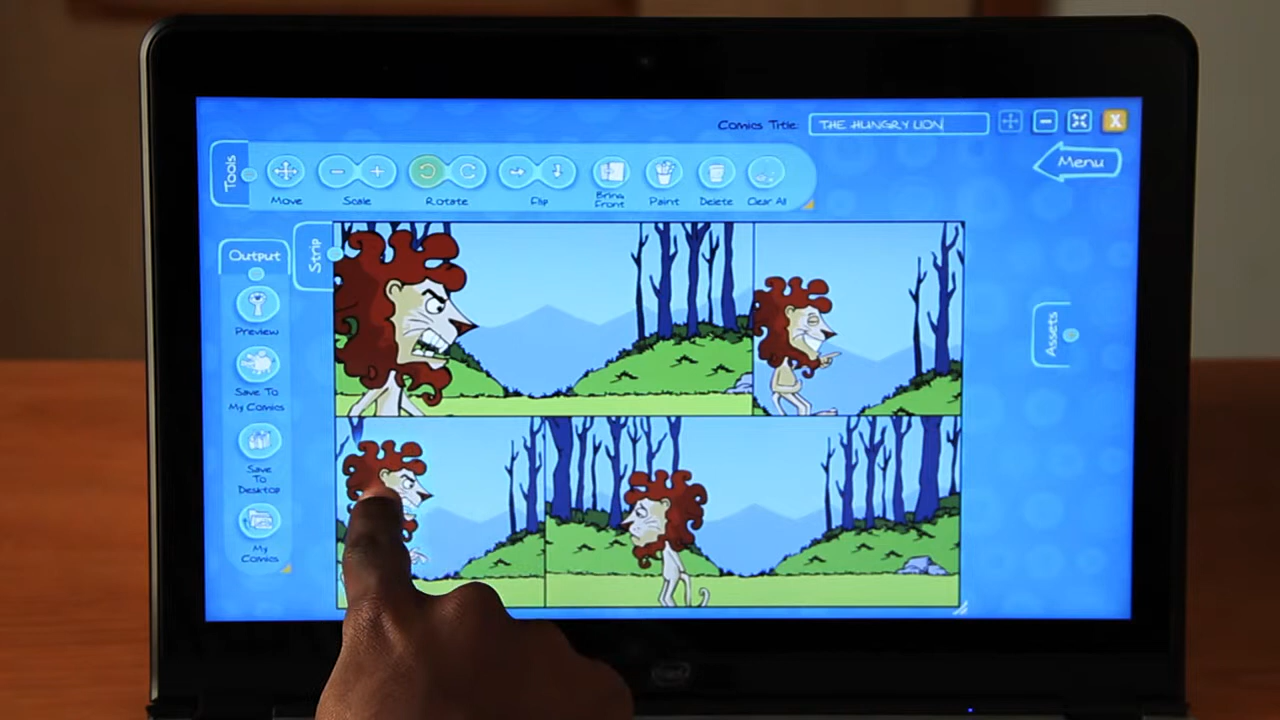 Comics Title: THE HUNGRY LION
X
Menu
Tools
Move
Scale
Rotate
Flip
Bring
Front
Paint
Delete
Clear All
Output
Strip
Preview
Save To
My Comics
Save
To
Desktop
My
Comics
Assets